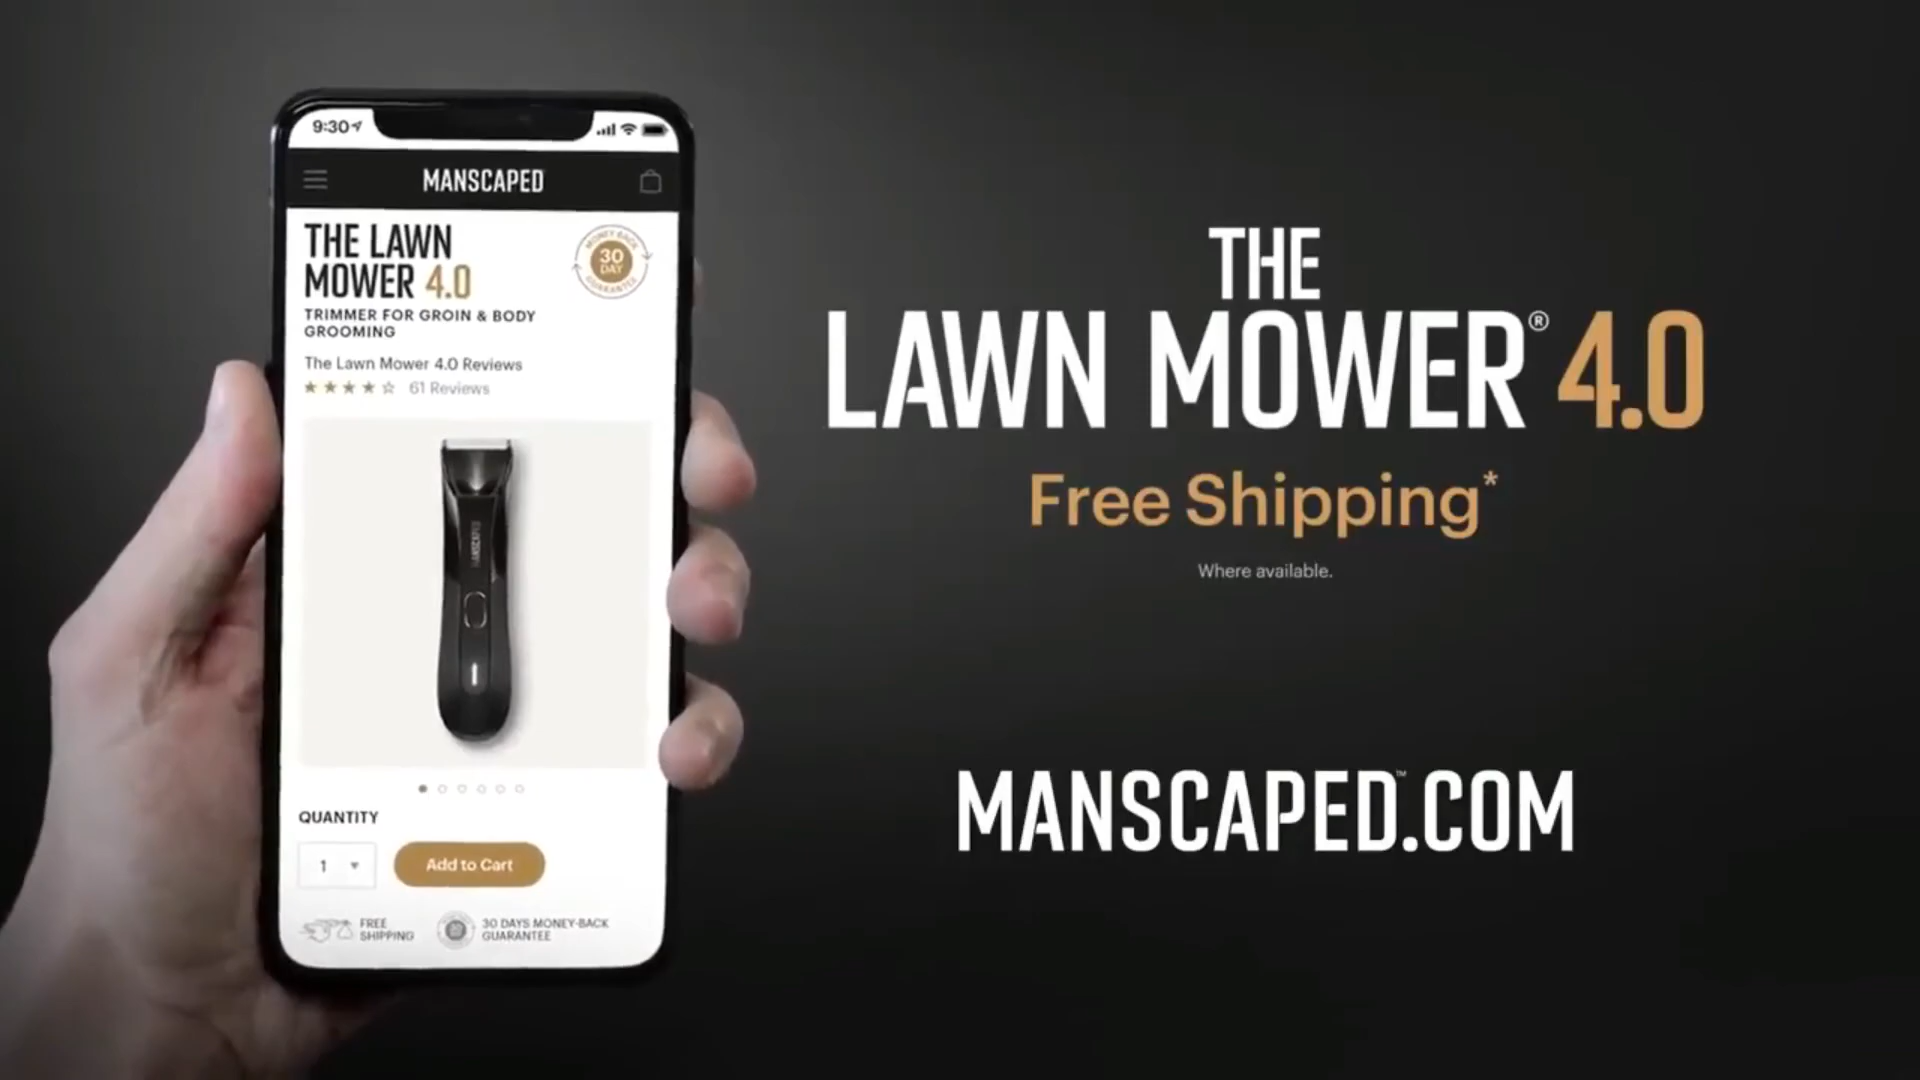 9:30
MANSCAPED
THE LAWN
MOWER 4.0
MONEY BACK
30
DAY
GUARANTEE
TRIMMER FOR GROIN & BODY
GROOMING
The Lawn Mower 4.0 Reviews
61 Reviews
MANSCAPED
QUANTITY
1
Add to Cart
FREE
SHIPPING
30 DAYS MONEY-BACK
GUARANTEE
THE
LAWN MOWER® 4.0
Free Shipping*
Where available.
MANSCAPED™.COM